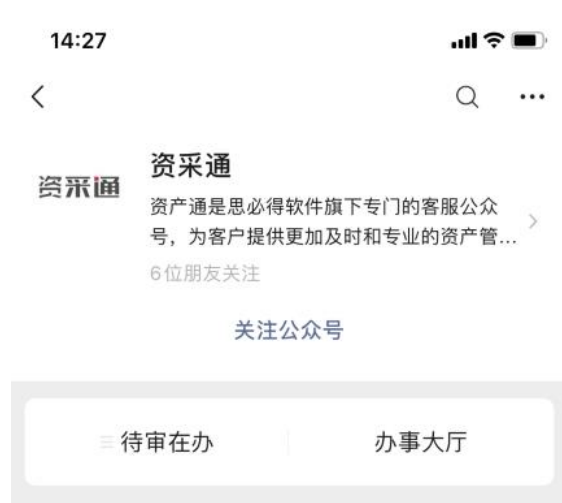 14:27
资采通
资采通
资产通是思必得软件旗下专门的客服公众
号，为客户提供更加及时和专业的资产管...
6位朋友关注
关注公众号
待审在办
办事大厅